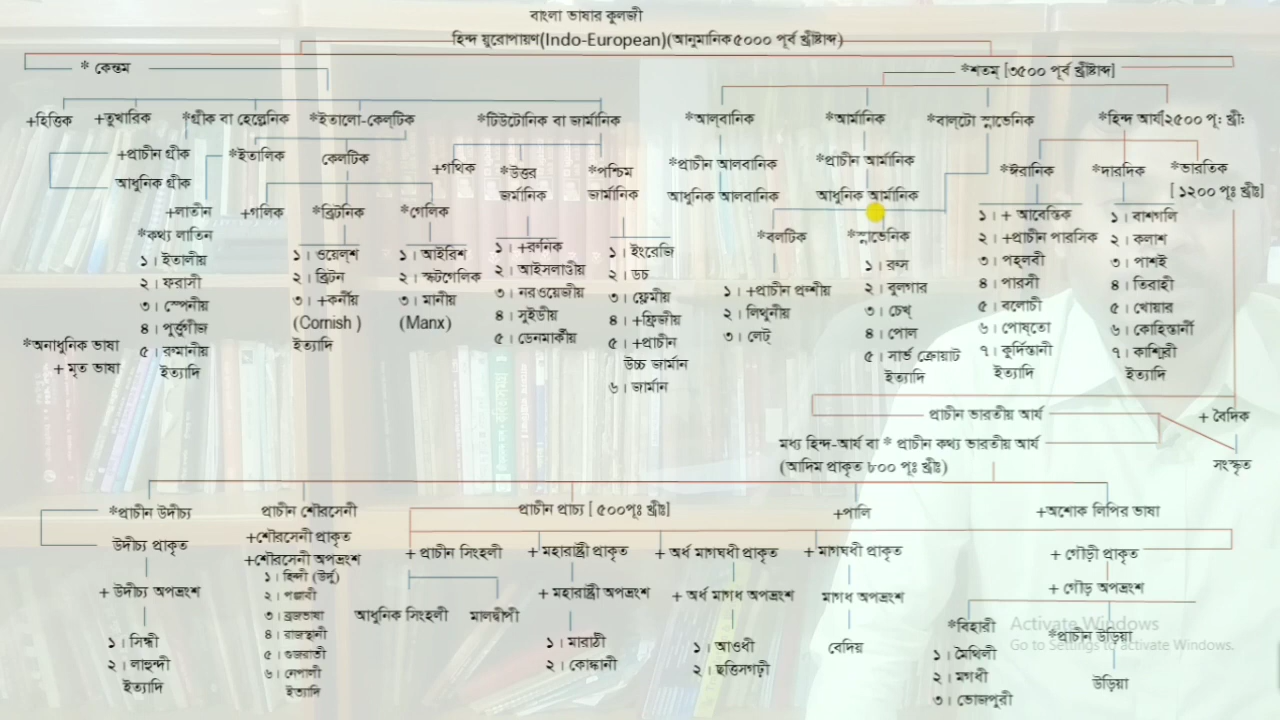 বাংলা ভাষার কুলজী
হিন্দ য়ুরোপায়ণ(Indo-European)(আনুমানিক ৫০০০ পূর্ব খ্রীষ্টাব্দ)
* কেন্তম
*শতম্ [৩৫০০ পূর্ব খ্রীষ্টাব্দ]
+হিত্তিক +তুখারিক *গ্রীক বা হেল্লেনিক *ইতালো-কেল্‌টিক *টিউটোনিক বা জার্মানিক *আল্‌বানিক *আর্মানিক *বাল্টো স্লাভেনিক *হিন্দ আর্য[২৫০০ পূ: খ্রী:
+প্রাচীন গ্রীক
আধুনিক গ্রীক
*ইতালিক
+লাতীন
*কথ্য লাতিন
১। ইতালীয়
২। ফরাসী
৩। স্পেনীয়
৪। পুর্তুগীজ
৫। রুমানীয়
ইত্যাদি
কেলটিক
+গলিক
*ব্রিটনিক
১। ওয়েল্‌শ
২। ব্রিটন
৩। +কর্নীয়
(Cornish )
ইত্যাদি
*গেলিক
১। আইরিশ
২। স্কটগেলিক
৩। মানীয়
(Manx)
+গথিক
*উত্তর
জর্মানিক
১। +রুনিক
২। আইসলাণ্ডীয়
৩। নরওয়েজীয়
৪। সুইডীয়
৫। ডেনমার্কীয়
*পশ্চিম
জার্মানিক
১। ইংরেজি
২। ডচ
৩। ফ্লেমীয়
৪। +ফ্রিজীয়
৫। +প্রাচীন
উচ্চ জার্মান
৬। জার্মান
*প্রাচীন আলবানিক
আধুনিক আলবানিক
*প্রাচীন আর্মানিক
আধুনিক আর্মানিক
*বলটিক
১। +প্রাচীন প্রুশীয়
২। লিথুনীয়
৩। লেট্
*স্লাভেনিক
১। রুস
২। বুলগার
৩। চেখ্
৪। পোল
৫। সার্ভ ক্রোয়াট
ইত্যাদি
*ঈরানিক
১। + আবেস্তিক
২। +প্রাচীন পারসিক
৩। পহ্‌লবী
৪। পারসী
৫। বলোচী
৬। পোষ্‌তো
৭। কুর্দিস্তানী
ইত্যাদি
*দারদিক
১। বাশগলি
২। কলাশ
৩। পাশই
৪। তিরাহী
৫। খোয়ার
৬। কোহিস্তানী
৭। কাশ্মিরী
ইত্যাদি
*ভারতিক
[ ১২০০ পূঃ খ্রীঃ]
*অনাধুনিক ভাষা
+ মৃত ভাষা
প্রাচীন ভারতীয় আর্য
+ বৈদিক
সংস্কৃত
মধ্য হিন্দ-আর্য বা * প্রাচীন কথ্য ভারতীয় আর্য
(আদিম প্রাকৃত ৮০০ পূঃ খ্রীষ্ট)
*প্রাচীন উদীচ্য প্রাচীন শৌরসেনী প্রাচীন প্রাচ্য [ ৫০০পূঃ খ্রীষ্ট] +পালি +অশোক লিপির ভাষা
উদীচ্য প্রাকৃত
+ উদীচ্য অপভ্রংশ
১। সিন্ধী
২। লাহুন্দী
ইত্যাদি
+শৌরসেনী প্রাকৃত
+শৌরসেনী অপভ্রংশ
১। হিন্দী (উর্দু)
২। পঞ্জাবী
৩। ব্রজভাষা
৪। রাজস্থানী
৫। গুজরাতী
৬। নেপালী
ইত্যাদি
+ প্রাচীন সিংহলী
আধুনিক সিংহলী মালদ্বীপী
+ মহারাষ্ট্রী প্রাকৃত
+ মহারাষ্ট্রী অপভ্রংশ
১। মারাঠী
২। কোঙ্কানী
+ অর্ধ মাগধী প্রাকৃত
+ অর্ধ মাগধ অপভ্রংশ
১। আওধী
২। ছত্তিসগঢ়ী
+ মাগঘধী প্রাকৃত
মাগধ অপভ্রংশ
বেদিয়
+ গৌড়ী প্রাকৃত
+ গৌড় অপভ্রংশ
*বিহারী
১। মৈথিলী
২। মগধী
৩। ভোজপুরী
*প্রাচীন উড়িয়া
উড়িয়া
Activate Windows
Go to Settings to activate Windows.